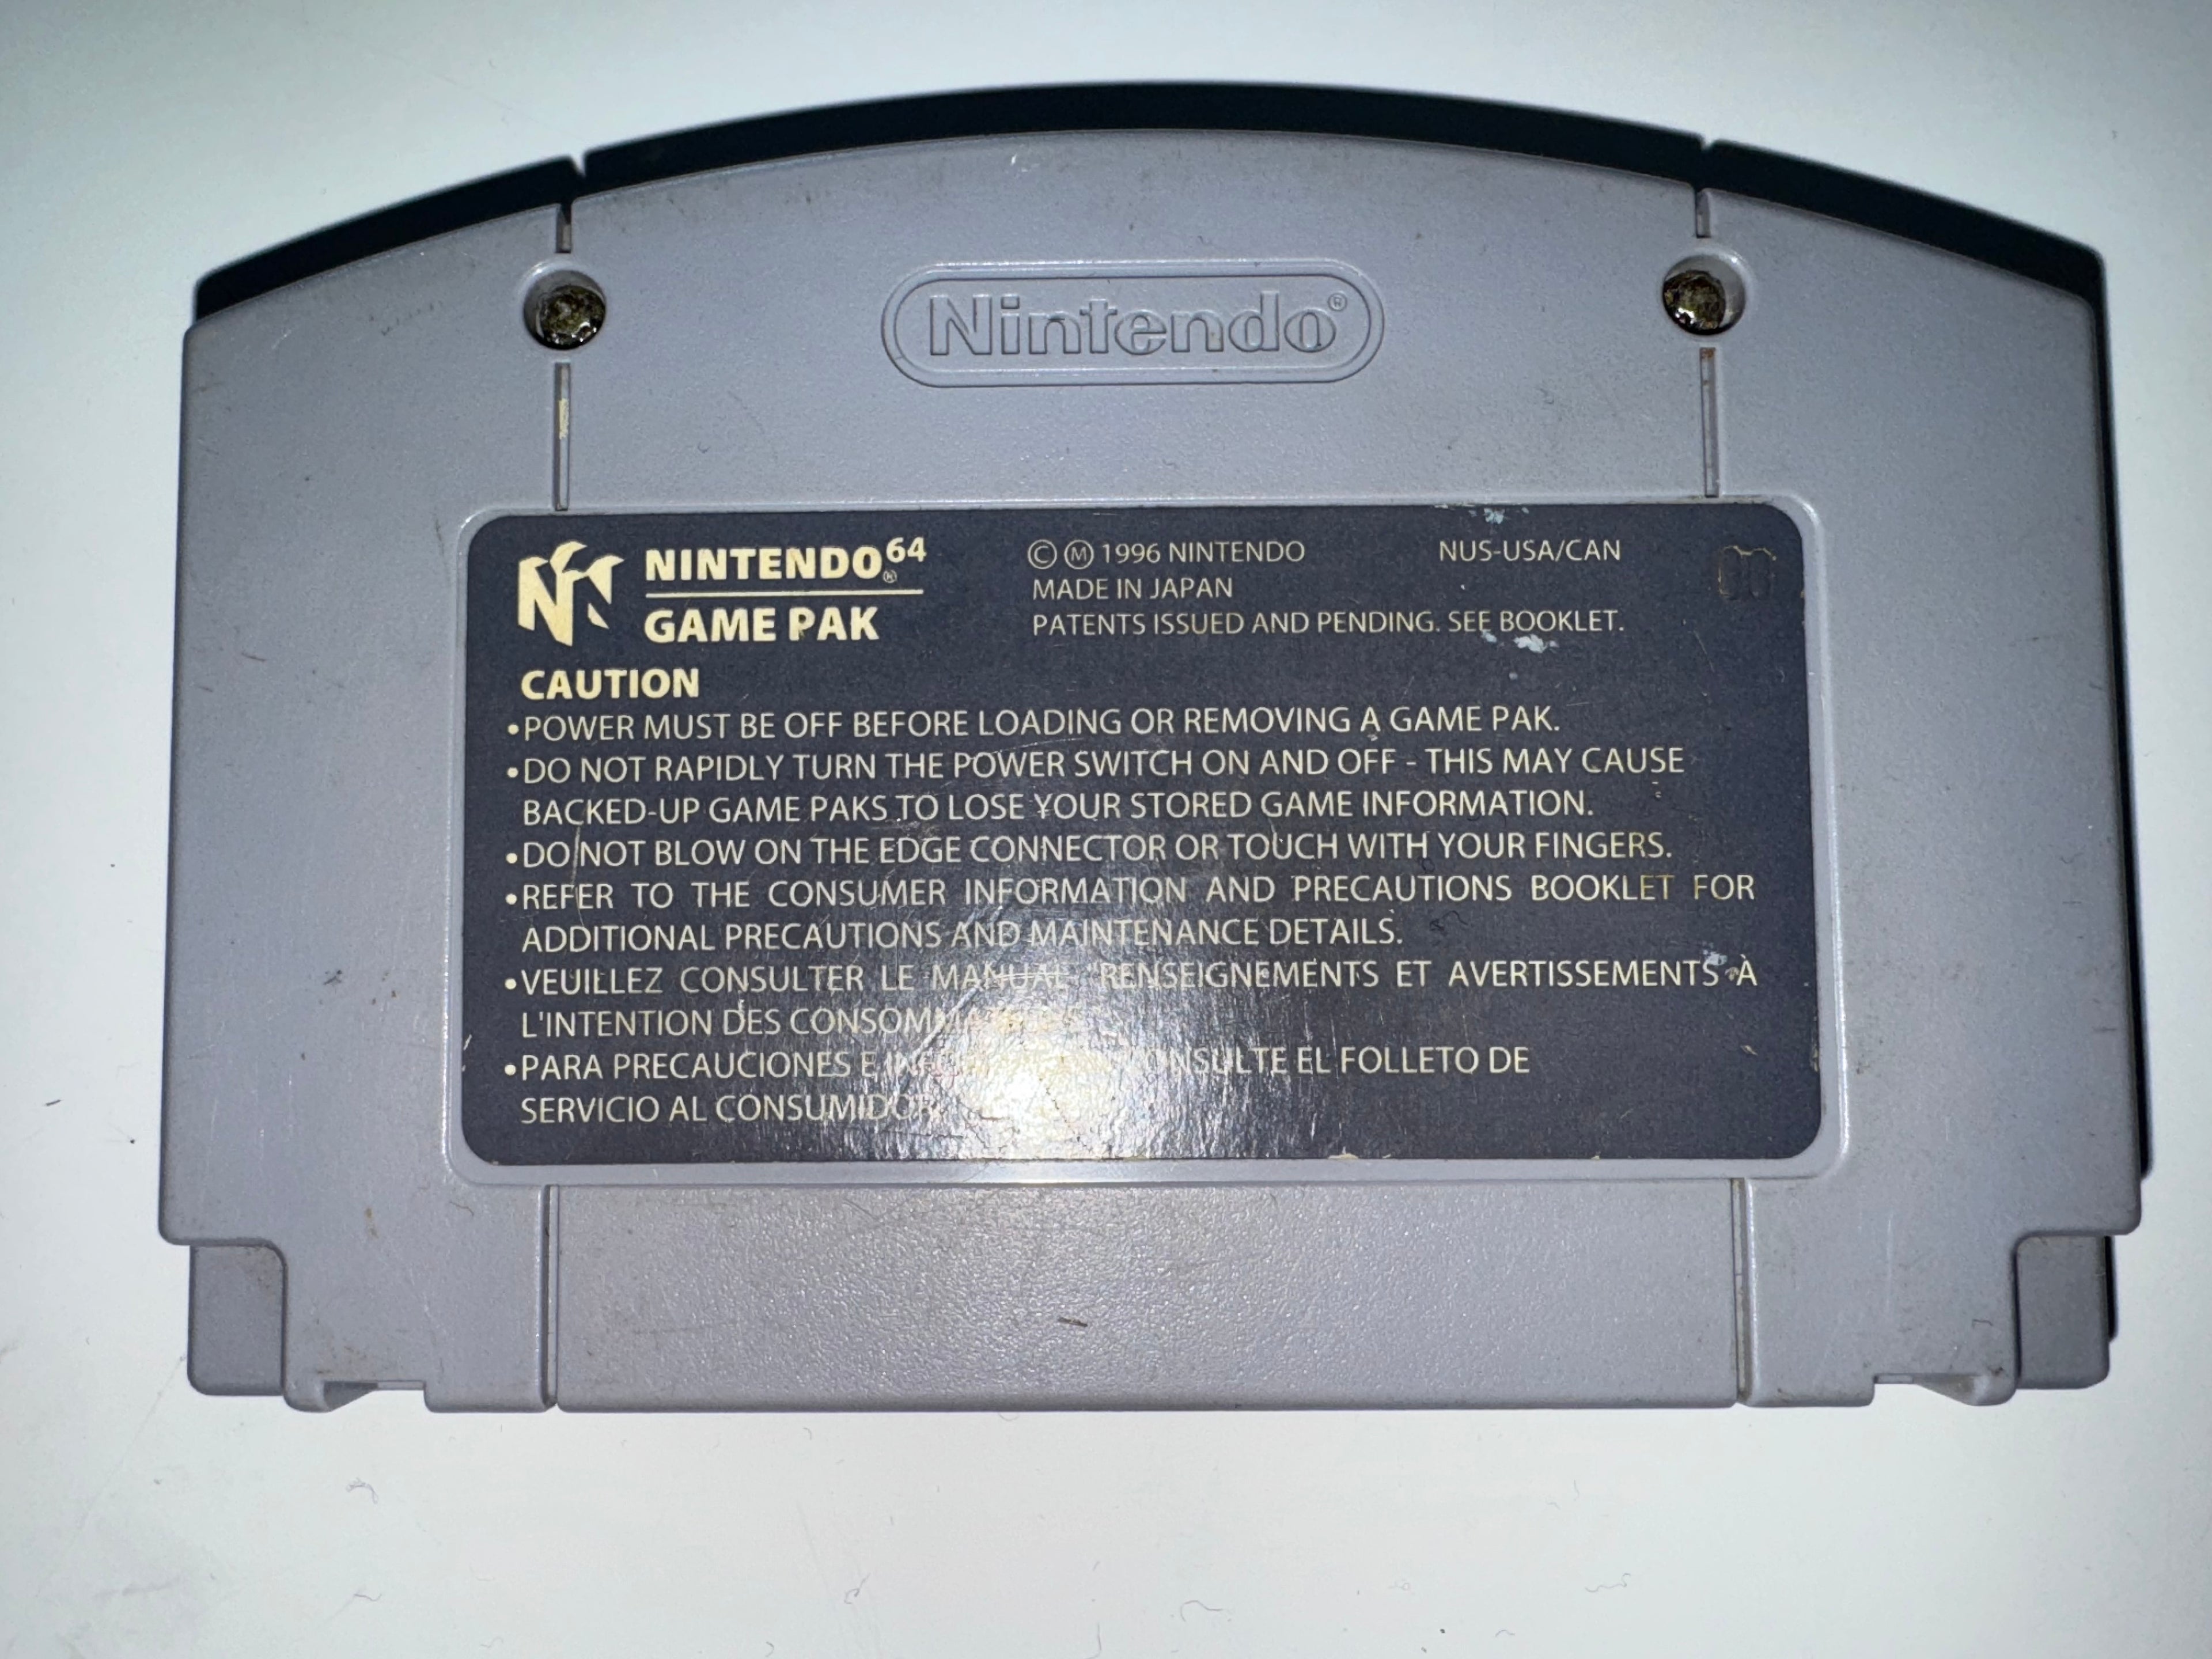 Nintendo®
NINTENDO64®
GAME PAK
© Ⓜ 1996 NINTENDO NUS-USA/CAN
MADE IN JAPAN
PATENTS ISSUED AND PENDING. SEE BOOKLET.
CAUTION
•POWER MUST BE OFF BEFORE LOADING OR REMOVING A GAME PAK.
•DO NOT RAPIDLY TURN THE POWER SWITCH ON AND OFF - THIS MAY CAUSE
BACKED-UP GAME PAKS TO LOSE YOUR STORED GAME INFORMATION.
•DO NOT BLOW ON THE EDGE CONNECTOR OR TOUCH WITH YOUR FINGERS.
•REFER TO THE CONSUMER INFORMATION AND PRECAUTIONS BOOKLET FOR
ADDITIONAL PRECAUTIONS AND MAINTENANCE DETAILS.
•VEUILLEZ CONSULTER LE MANUAL "RENSEIGNEMENTS ET AVERTISSEMENTS À
L'INTENTION DES
•PARA PRECAUCIONES E CONSULTE EL FOLLETO DE
SERVICIO AL CONSUMIDOR.